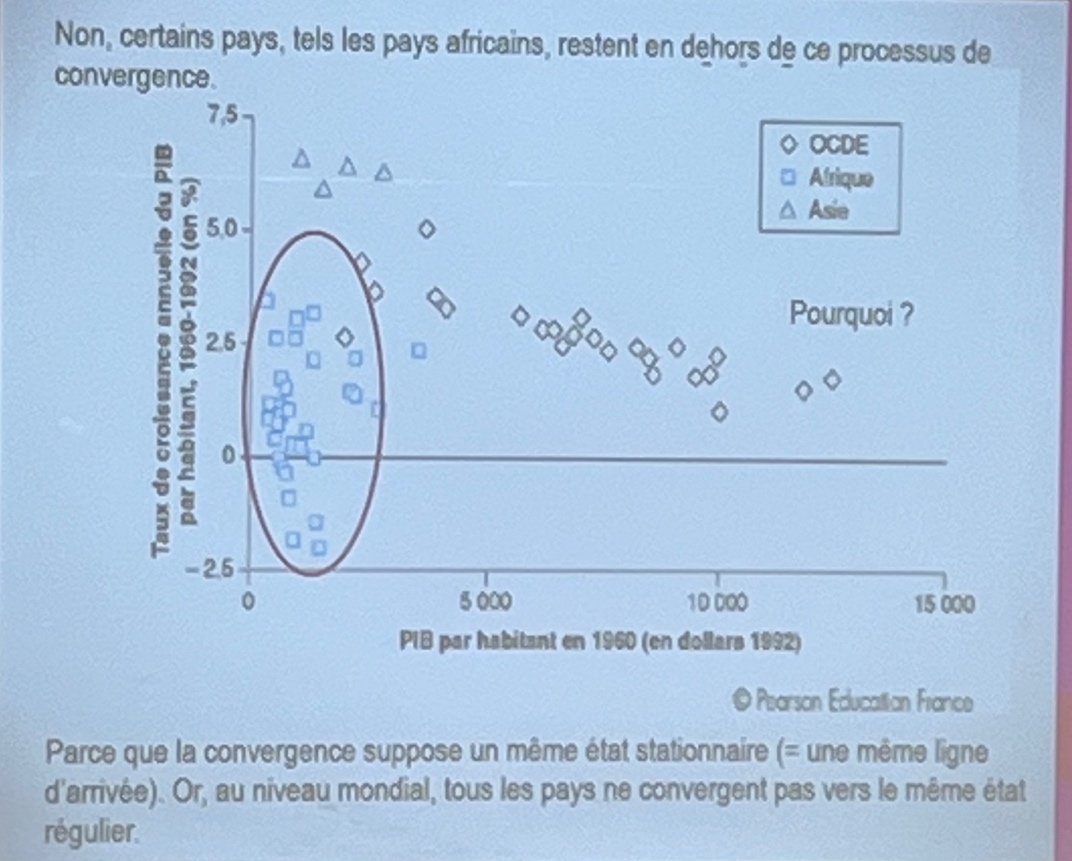 Non, certains pays, tels les pays africains, restent en dehors de ce processus de
convergence.
7,5
OCDE
Afrique
Asie
Taux de croissance annuelle du PIB
par habitant, 1960-1992 (en %)
5,0
Pourquoi ?
2,5
0
−2,5
0
5 000
10 000
15 000
PIB par habitant en 1960 (en dollars 1992)
© Pearson Education France
Parce que la convergence suppose un même état stationnaire (= une même ligne
d'arrivée). Or, au niveau mondial, tous les pays ne convergent pas vers le même état
régulier.